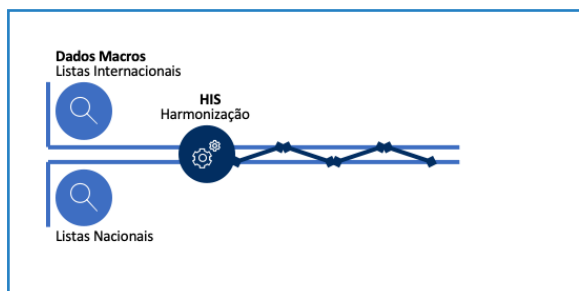 Dados Macros
Listas Internacionais
HIS
Harmonização
Listas Nacionais